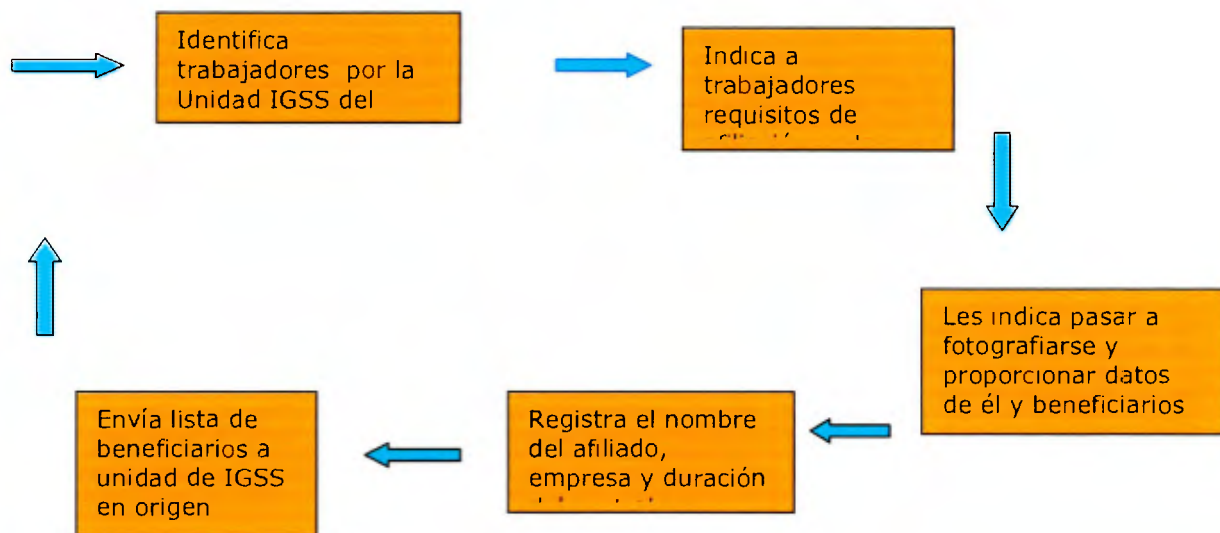 Identifica
trabajadores por la
Unidad IGSS del
Indica a
trabajadores
requisitos de
Les indica pasar a
fotografiarse y
proporcionar datos
de él y beneficiarios
Registra el nombre
del afiliado,
empresa y duración
Envía lista de
beneficiarios a
unidad de IGSS
en origen